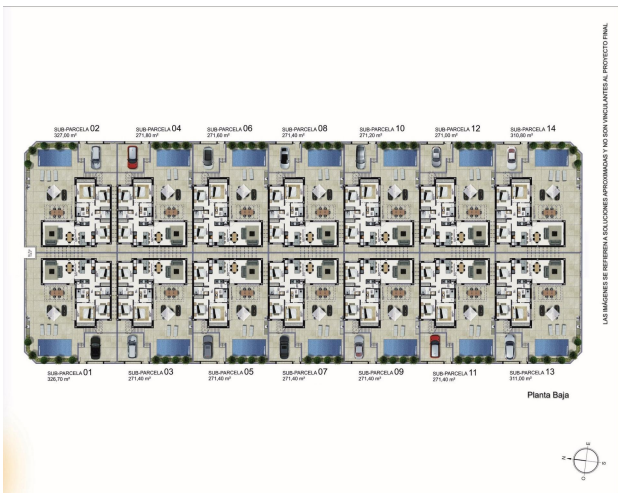 SUB-PARCELA 02
327,00 m²
SUB-PARCELA 04
271,80 m²
SUB-PARCELA 06
271,60 m²
SUB-PARCELA 08
271,40 m²
SUB-PARCELA 10
271,20 m²
SUB-PARCELA 12
271,00 m²
SUB-PARCELA 14
310,80 m²
SUB-PARCELA 01
326,70 m²
SUB-PARCELA 03
271,40 m²
SUB-PARCELA 05
271,40 m²
SUB-PARCELA 07
271,40 m²
SUB-PARCELA 09
271,40 m²
SUB-PARCELA 11
271,40 m²
SUB-PARCELA 13
311,00 m²
Planta Baja
LAS IMÁGENES SE REFIEREN A SOLUCIONES APROXIMADAS Y NO SON VINCULANTES AL PROYECTO FINAL
N
E
S
O